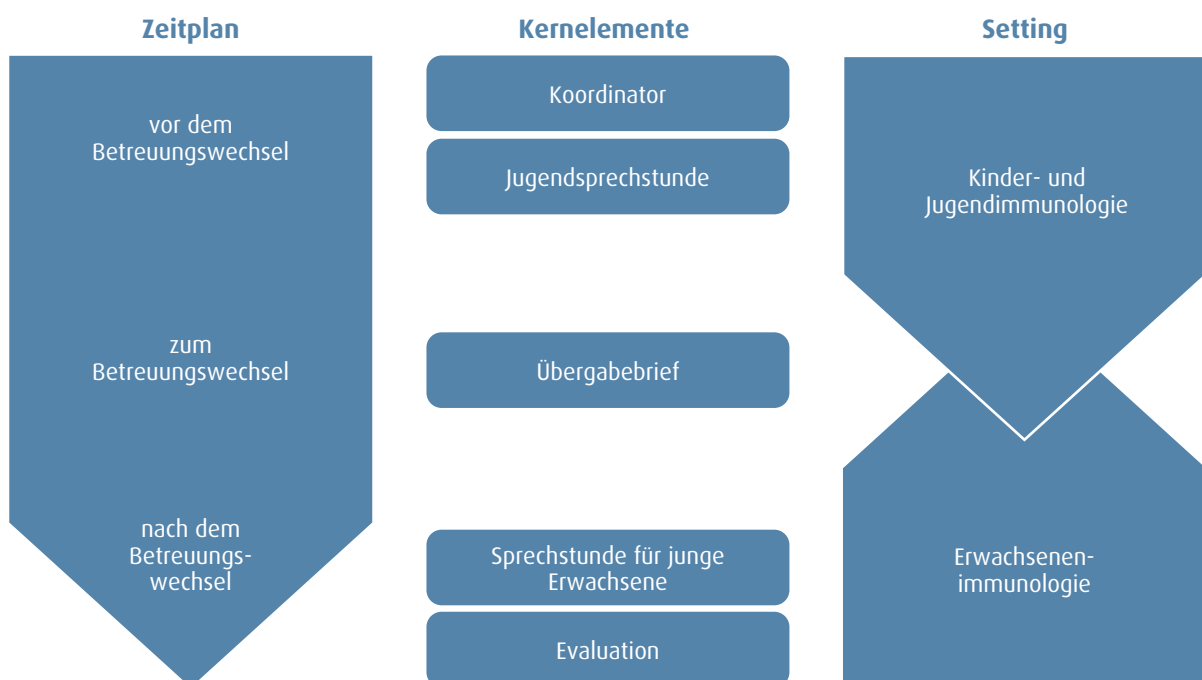 Zeitplan
vor dem
Betreuungswechsel
zum
Betreuungswechsel
nach dem
Betreuungs-
wechsel
Kernelemente
Koordinator
Jugendsprechstunde
Übergabebrief
Sprechstunde für junge
Erwachsene
Evaluation
Setting
Kinder- und
Jugendimmunologie
Erwachsenen-
immunologie